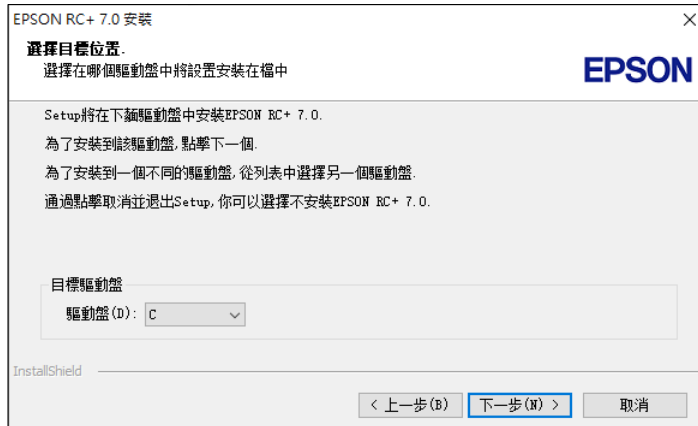 EPSON RC+ 7.0 安裝
選擇目標位置.
選擇在哪個驅動盤中將設置安裝在檔中
EPSON
Setup將在下麵驅動盤中安裝EPSON RC+ 7.0.
為了安裝到該驅動盤,點擊下一個.
為了安裝到一個不同的驅動盤,從列表中選擇另一個驅動盤.
通過點擊取消並退出Setup,你可以選擇不安裝EPSON RC+ 7.0.
目標驅動盤
驅動盤(D): C
InstallShield
< 上一步(B) 下一步(N) > 取消